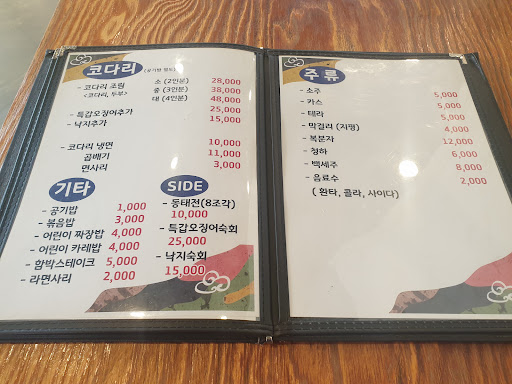 코다리 (공기밥 별도)
- 코다리 조림 소 (2인분) 28,000
<코다리, 두부> 중 (3인분) 38,000
대 (4인분) 48,000
- 특갑오징어추가 25,000
- 낙지추가 15,000
- 코다리 냉면 10,000
곱배기 11,000
면사리 3,000
기타
- 공기밥 1,000
- 볶음밥 3,000
- 어린이 짜장밥 4,000
- 어린이 카레밥 4,000
- 함박스테이크 5,000
- 라면사리 2,000
SIDE
- 동태전(8조각)
10,000
- 특갑오징어숙회
25,000
- 낙지숙회
15,000
주류
- 소주 5,000
- 카스 5,000
- 테라 5,000
- 막걸리 (지평) 4,000
- 복분자 12,000
- 청하 6,000
- 백세주 8,000
- 음료수 2,000
( 환타, 콜라, 사이다)